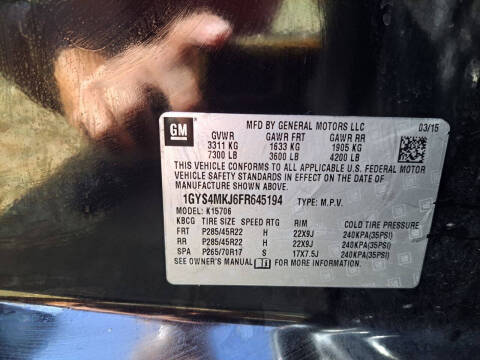 GM
MFD BY GENERAL MOTORS LLC
03/15
GVWR GAWR FRT GAWR RR
3311 KG 1633 KG 1905 KG
7300 LB 3600 LB 4200 LB
THIS VEHICLE CONFORMS TO ALL APPLICABLE U.S. FEDERAL MOTOR
VEHICLE SAFETY STANDARDS IN EFFECT ON THE DATE OF
MANUFACTURE SHOWN ABOVE.
1GYS4MKJ6FR645194 TYPE: M.P.V.
MODEL: K15706
KBCG TIRE SIZE SPEED RTG RIM COLD TIRE PRESSURE
FRT P285/45R22 H 22X9J 240KPA(35PSI)
RR P285/45R22 H 22X9J 240KPA(35PSI)
SPA P265/70R17 S 17X7.5J 240KPA(35PSI)
SEE OWNER'S MANUAL FOR MORE INFORMATION.